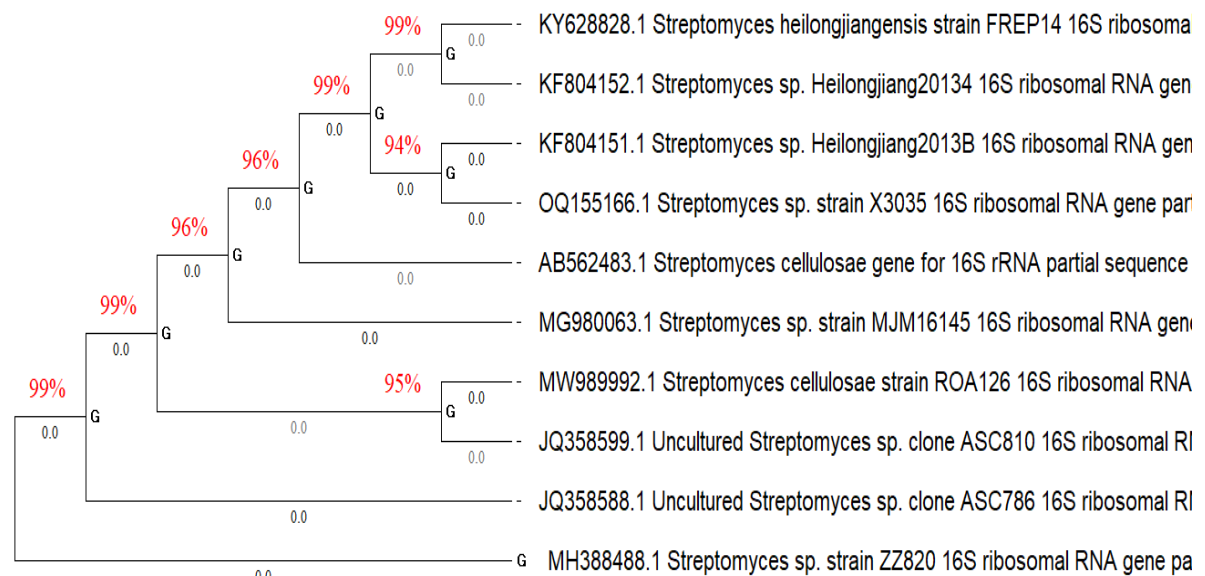 99% 0.0 - KY628828.1 Streptomyces heilongjiangensis strain FREP14 16S ribosoma
G
0.0
99% 0.0 - KF804152.1 Streptomyces sp. Heilongjiang20134 16S ribosomal RNA gen
G
0.0
94% 0.0 - KF804151.1 Streptomyces sp. Heilongjiang2013B 16S ribosomal RNA gen
96% 0.0 G
0.0 G 0.0 - OQ155166.1 Streptomyces sp. strain X3035 16S ribosomal RNA gene part
96% 0.0 - AB562483.1 Streptomyces cellulosae gene for 16S rRNA partial sequence
0.0 G
99% 0.0 - MG980063.1 Streptomyces sp. strain MJM16145 16S ribosomal RNA gene
0.0 G
99% 95% 0.0 - MW989992.1 Streptomyces cellulosae strain ROA126 16S ribosomal RNA
0.0 G 0.0 G
0.0 - JQ358599.1 Uncultured Streptomyces sp. clone ASC810 16S ribosomal
0.0 - JQ358588.1 Uncultured Streptomyces sp. clone ASC786 16S ribosomal
0.0 G MH388488.1 Streptomyces sp. strain ZZ820 16S ribosomal RNA gene pa